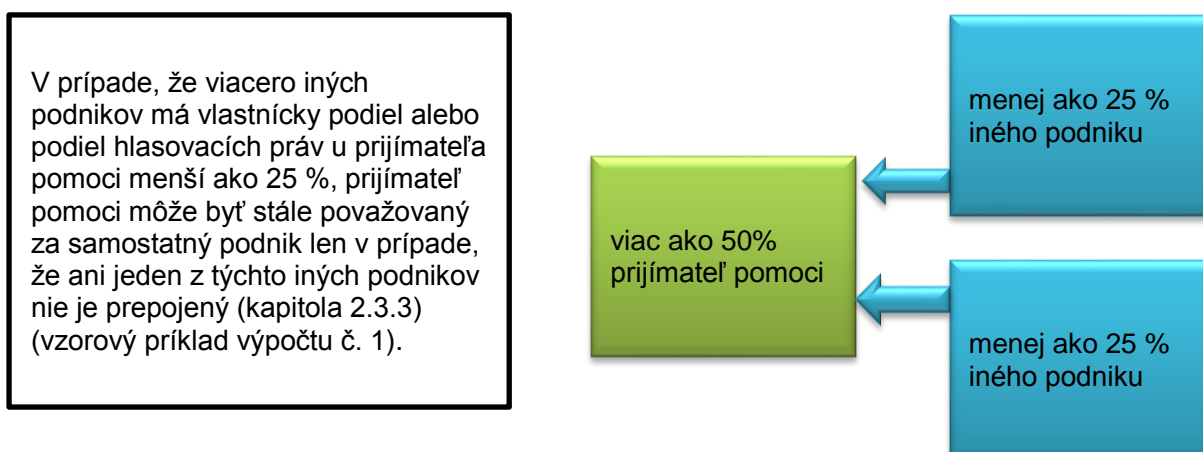 V prípade, že viacero iných
podnikov má vlastnícky podiel alebo
podiel hlasovacích práv u prijímateľa
pomoci menší ako 25 %, prijímateľ
pomoci môže byť stále považovaný
za samostatný podnik len v prípade,
že ani jeden z týchto iných podnikov
nie je prepojený (kapitola 2.3.3)
(vzorový príklad výpočtu č. 1).
viac ako 50%
prijímateľ pomoci
menej ako 25 %
iného podniku
menej ako 25 %
iného podniku